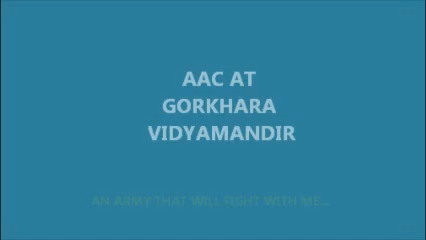 AAC AT
GORKHARA
VIDYAMANDIR
AN ARMY THAT WILL FIGHT WITH ME...